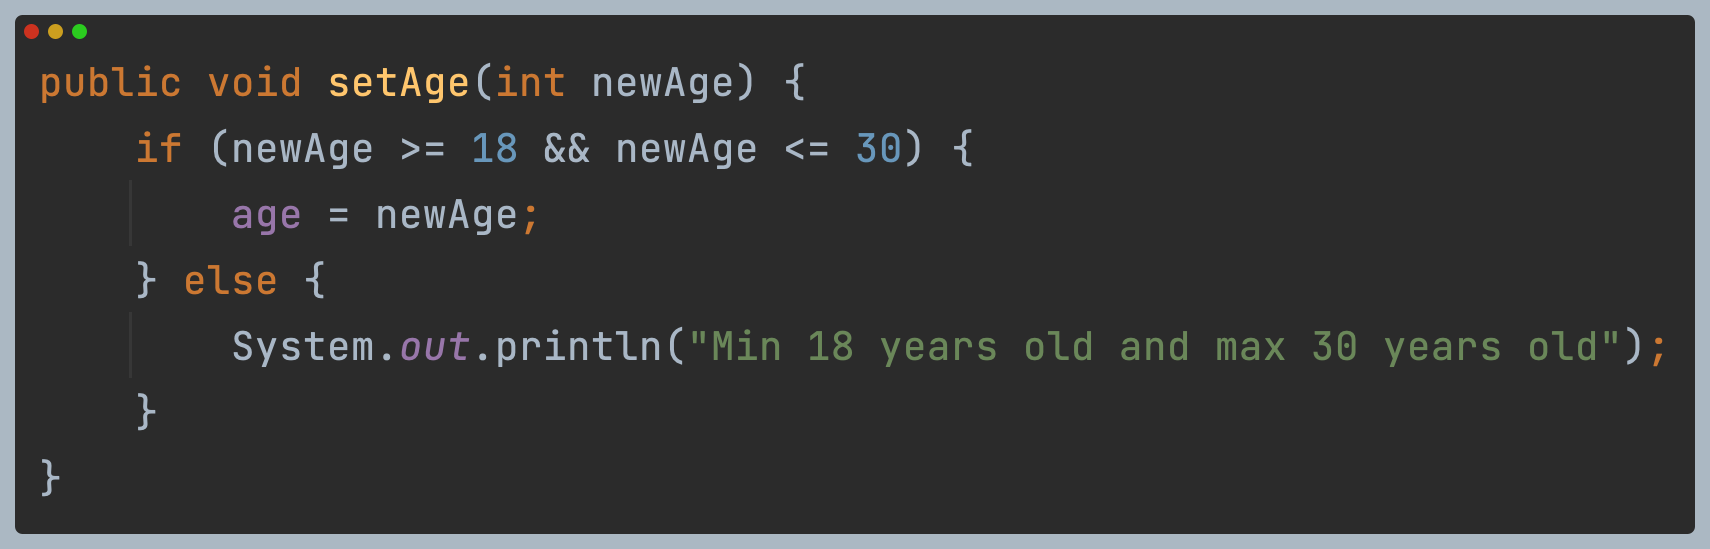 public void setAge(int newAge) {
    if (newAge >= 18 && newAge <= 30) {
        age = newAge;
    } else {
        System.out.println("Min 18 years old and max 30 years old");
    }
}